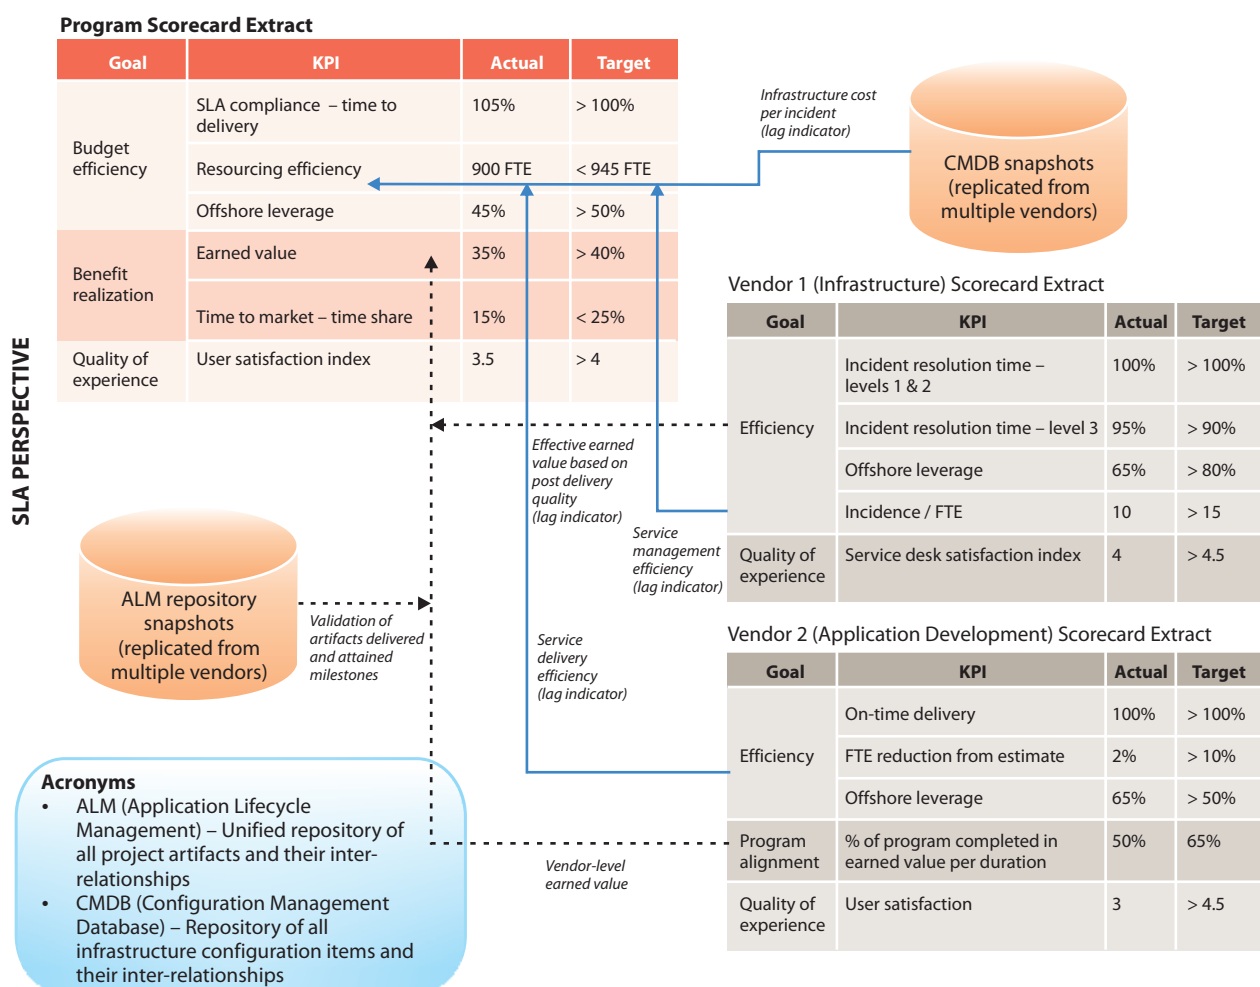 Program Scorecard Extract
Goal KPI Actual Target
Budget
efficiency
SLA compliance – time to
delivery
105% > 100%
Resourcing efficiency 900 FTE < 945 FTE
Offshore leverage 45% > 50%
Benefit
realization
Earned value 35% > 40%
Time to market – time share 15% < 25%
Quality of
experience
User satisfaction index 3.5 > 4
SLA PERSPECTIVE
Infrastructure cost
per incident
(lag indicator)
CMDB snapshots
(replicated from
multiple vendors)
Vendor 1 (Infrastructure) Scorecard Extract
Goal KPI Actual Target
Efficiency
Incident resolution time –
levels 1 & 2
100% > 100%
Incident resolution time – level 3 95% > 90%
Offshore leverage 65% > 80%
Incidence / FTE 10 > 15
Quality of
experience
Service desk satisfaction index 4 > 4.5
Effective earned
value based on
post delivery
quality
(lag indicator)
Service
management
efficiency
(lag indicator)
ALM repository
snapshots
(replicated from
multiple vendors)
Validation of
artifacts delivered
and attained
milestones
Service
delivery
efficiency
(lag indicator)
Vendor 2 (Application Development) Scorecard Extract
Goal KPI Actual Target
Efficiency
On-time delivery 100% > 100%
FTE reduction from estimate 2% > 10%
Offshore leverage 65% > 50%
Program
alignment
% of program completed in
earned value per duration
50% 65%
Quality of
experience
User satisfaction 3 > 4.5
Vendor-level
earned value
Acronyms
• ALM (Application Lifecycle
Management) – Unified repository of
all project artifacts and their inter-
relationships
• CMDB (Configuration Management
Database) – Repository of all
infrastructure configuration items and
their inter-relationships